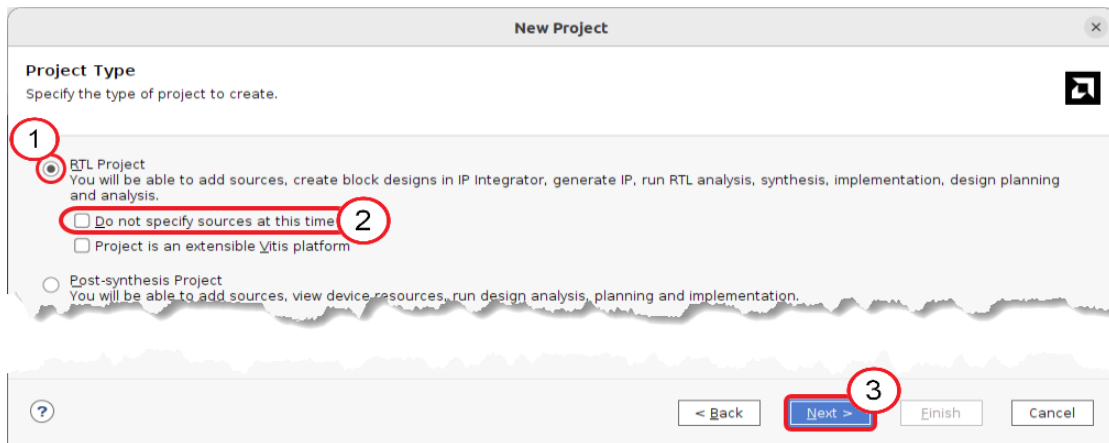 New Project
Project Type
Specify the type of project to create.
1
RTL Project
You will be able to add sources, create block designs in IP Integrator, generate IP, run RTL analysis, synthesis, implementation, design planning
and analysis.
Do not specify sources at this time
2
Project is an extensible Vitis platform
Post-synthesis Project
You will be able to add sources, view device resources, run design analysis, planning and implementation.
3
?
< Back
Next >
Finish
Cancel